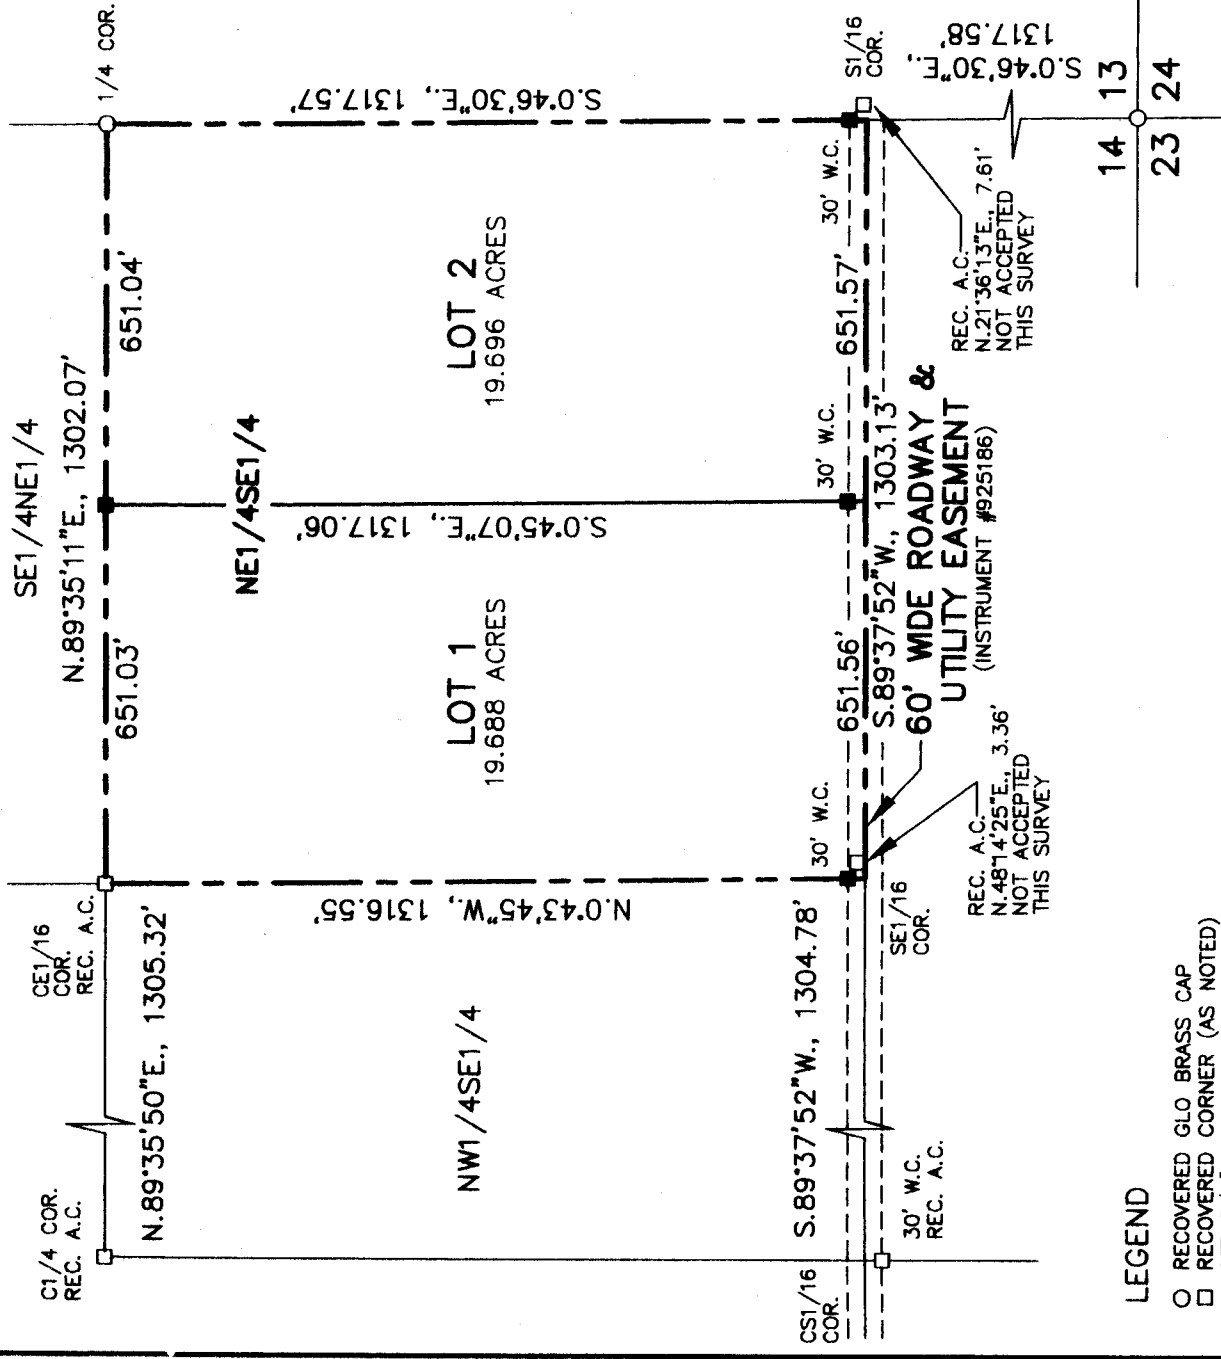 SE1/4NE1/4
N.89°35'11"E., 1302.07'
651.03'
651.04'
1/4 COR.
CE1/16
COR.
REC. A.C.
C1/4 COR.
REC. A.C.
N.89°35'50"E., 1305.32'
NE1/4SE1/4
NW1/4SE1/4
LOT 1
19.688 ACRES
LOT 2
19.696 ACRES
N.0°43'45"W., 1316.55'
S.0°45'07"E., 1317.06'
S.0°46'30"E., 1317.57'
30' W.C.
30' W.C.
30' W.C.
651.56'
651.57'
S.89°37'52"W., 1304.78'
S.89°37'52"W., 1303.13'
CS1/16
COR.
30' W.C.
REC. A.C.
SE1/16
COR.
S1/16
COR.
S.0°46'30"E.,
1317.58'
60' WIDE ROADWAY &
UTILITY EASEMENT
(INSTRUMENT #925186)
REC. A.C.
N.48°14'25"E., 3.36'
NOT ACCEPTED
THIS SURVEY
REC. A.C.
N.21°36'13"E., 7.61'
NOT ACCEPTED
THIS SURVEY
14 13
23 24
LEGEND
RECOVERED GLO BRASS CAP
RECOVERED CORNER (AS NOTED)